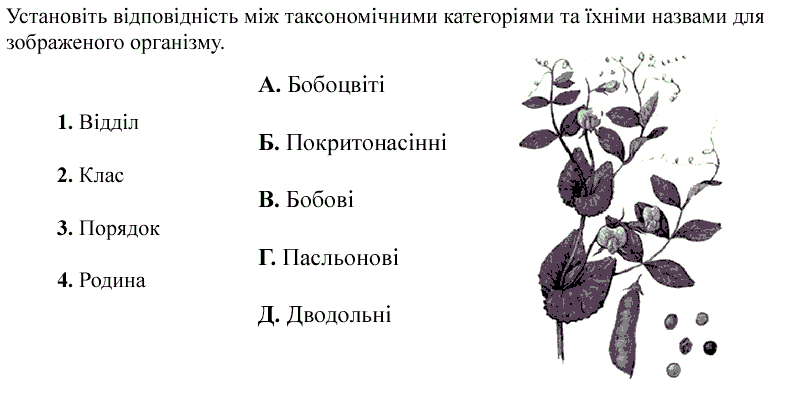 Установіть відповідність між таксономічними категоріями та їхніми назвами для
зображеного організму.
1. Відділ
2. Клас
3. Порядок
4. Родина
А. Бобоцвіті
Б. Покритонасінні
В. Бобові
Г. Пасльонові
Д. Дводольні